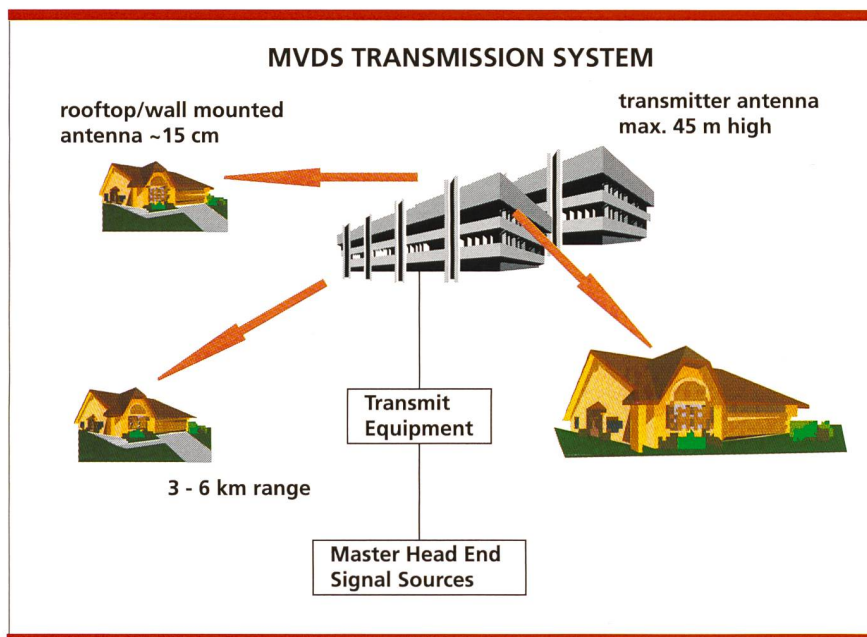 MVDS TRANSMISSION SYSTEM
rooftop/wall mounted
antenna ~15 cm
transmitter antenna
max. 45 m high
Transmit
Equipment
3 - 6 km range
Master Head End
Signal Sources